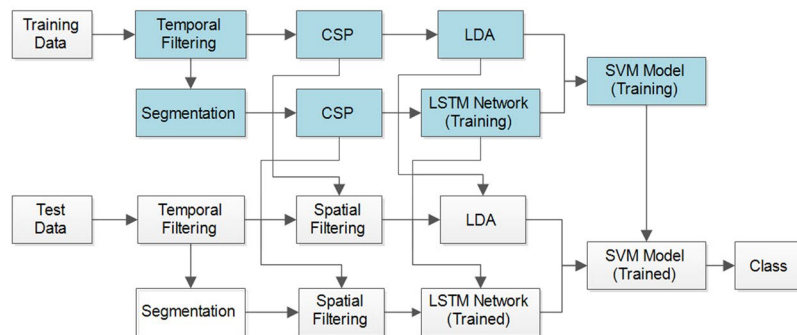 Training
Data
Temporal
Filtering
CSP
LDA
SVM Model
(Training)
Segmentation
CSP
LSTM Network
(Training)
Test
Data
Temporal
Filtering
Spatial
Filtering
LDA
SVM Model
(Trained)
Class
Segmentation
Spatial
Filtering
LSTM Network
(Trained)